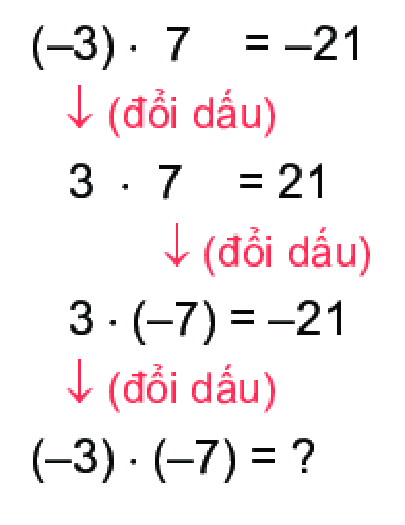 (–3) · 7 = –21
↓ (đổi dấu)
3 · 7 = 21
↓ (đổi dấu)
3 · (–7) = –21
↓ (đổi dấu)
(–3) · (–7) = ?